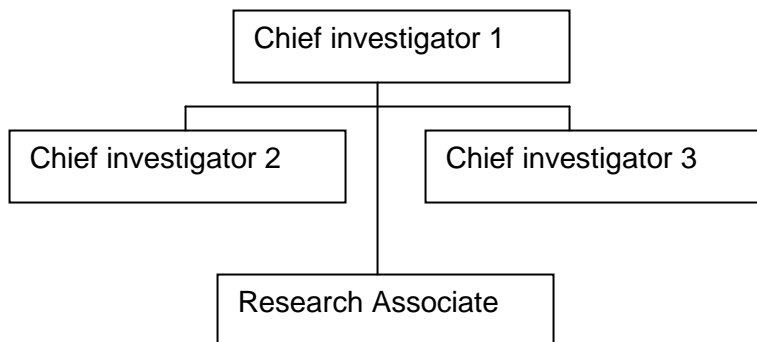 Chief investigator 1
Chief investigator 2
Chief investigator 3
Research Associate